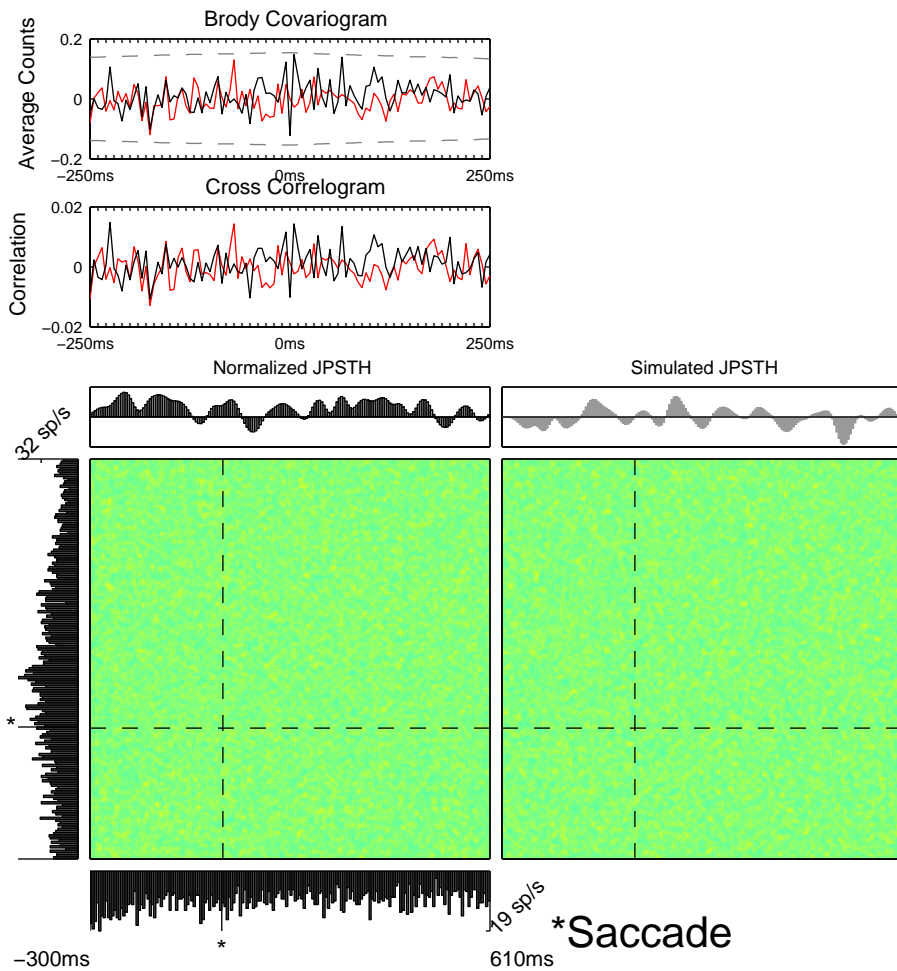 Brody Covariogram
Average Counts
0.2
0
−0.2
−250ms 0ms 250ms
Cross Correlogram
Correlation
0.02
0
−0.02
−250ms 0ms 250ms
Normalized JPSTH Simulated JPSTH
32 sp/s
*
19 sp/s
*
*Saccade
−300ms 610ms